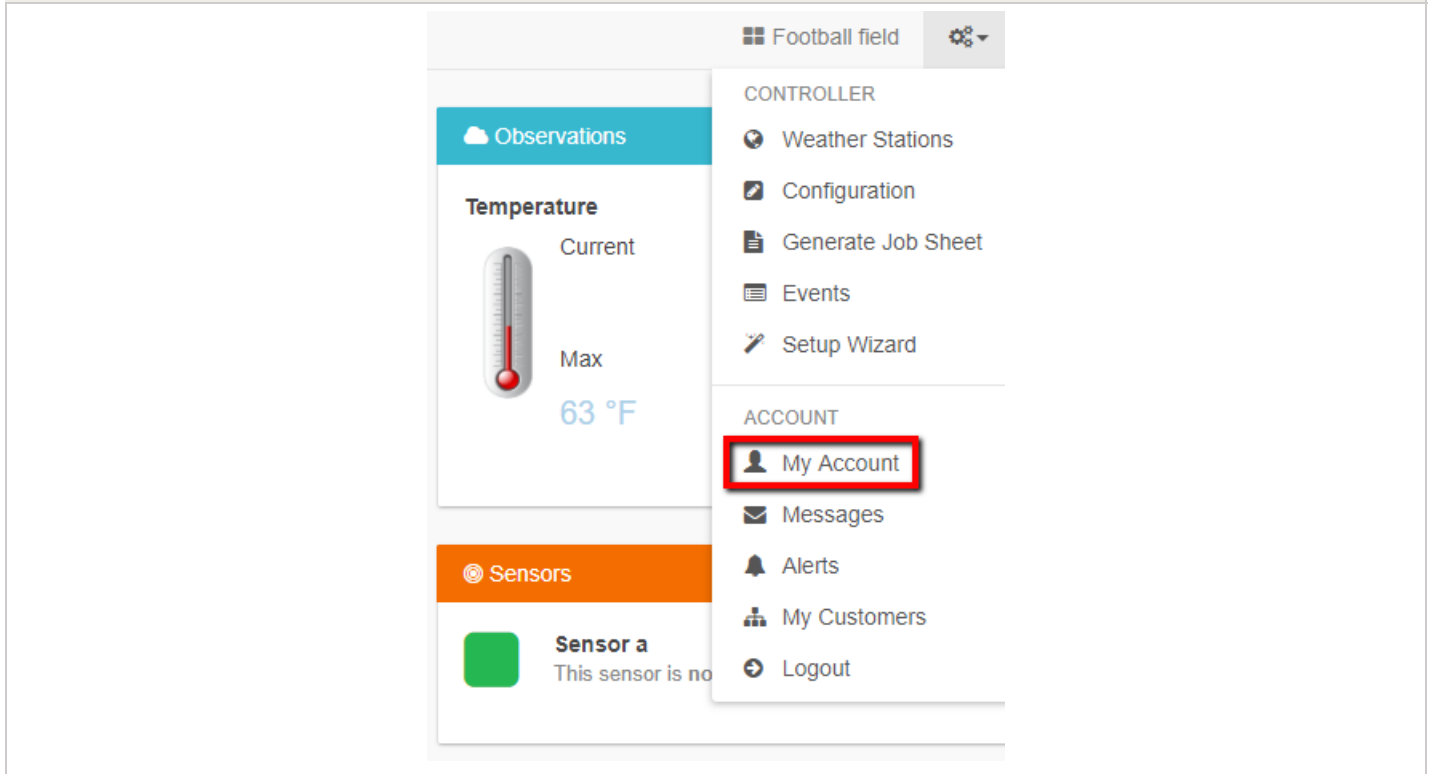 Football field
Observations
Temperature
Current
Max
63 °F
Sensors
Sensor a
This sensor is no
CONTROLLER
Weather Stations
Configuration
Generate Job Sheet
Events
Setup Wizard
ACCOUNT
My Account
Messages
Alerts
My Customers
Logout